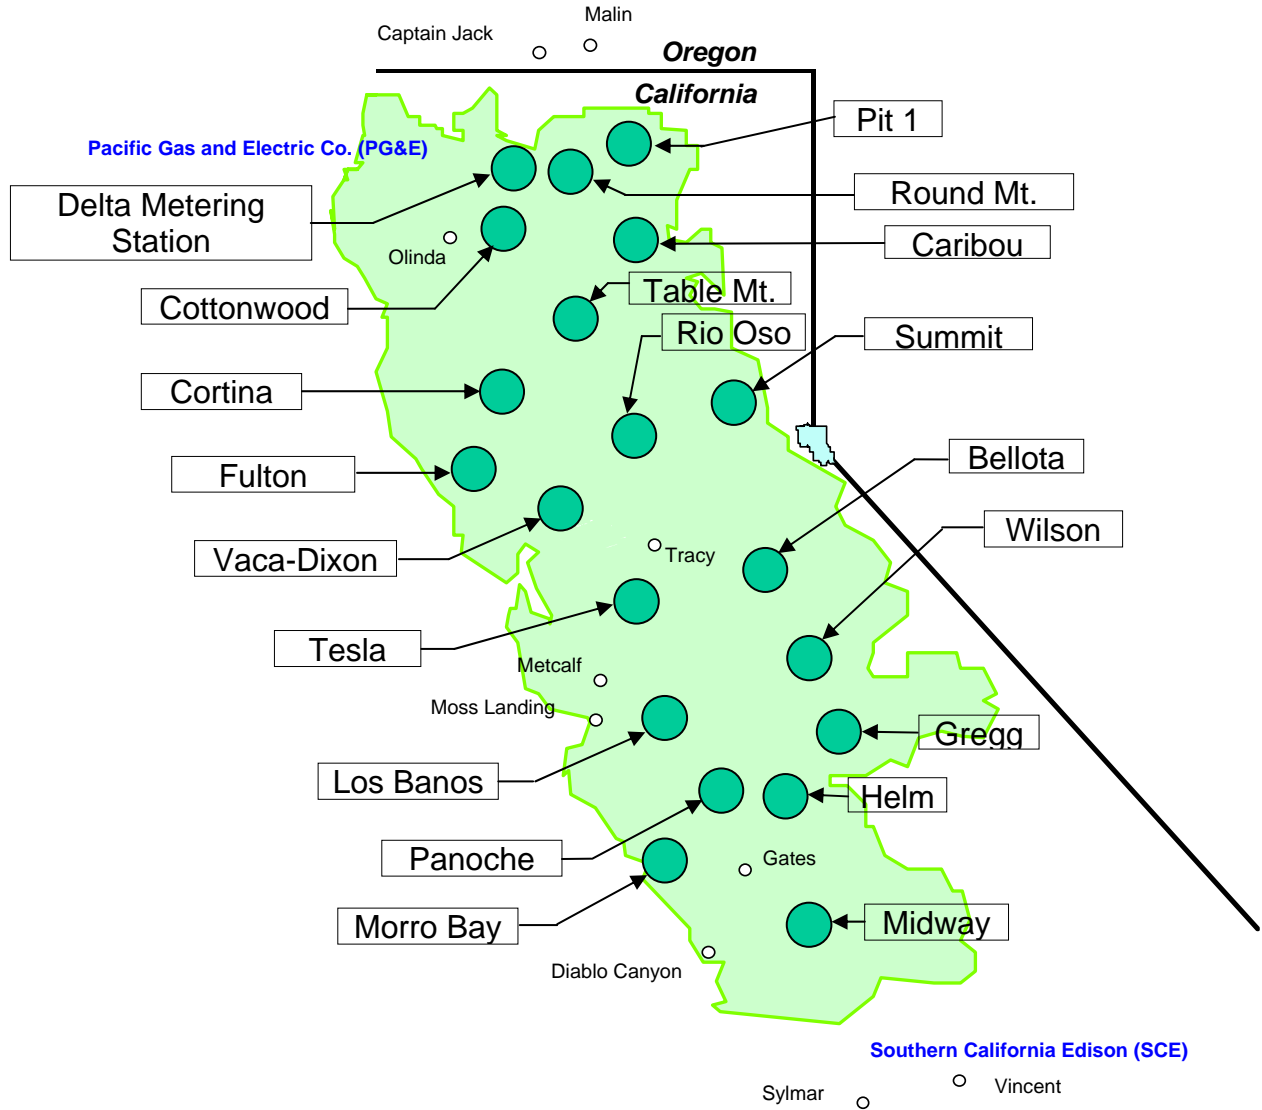 Malin
Captain Jack
Oregon
California
Pit 1
Pacific Gas and Electric Co. (PG&E)
Round Mt.
Delta Metering
Station
Caribou
Olinda
Table Mt.
Cottonwood
Rio Oso
Summit
Cortina
Bellota
Fulton
Wilson
Vaca-Dixon
Tracy
Tesla
Metcalf
Moss Landing
Gregg
Los Banos
Helm
Panoche
Gates
Morro Bay
Midway
Diablo Canyon
Southern California Edison (SCE)
Vincent
Sylmar